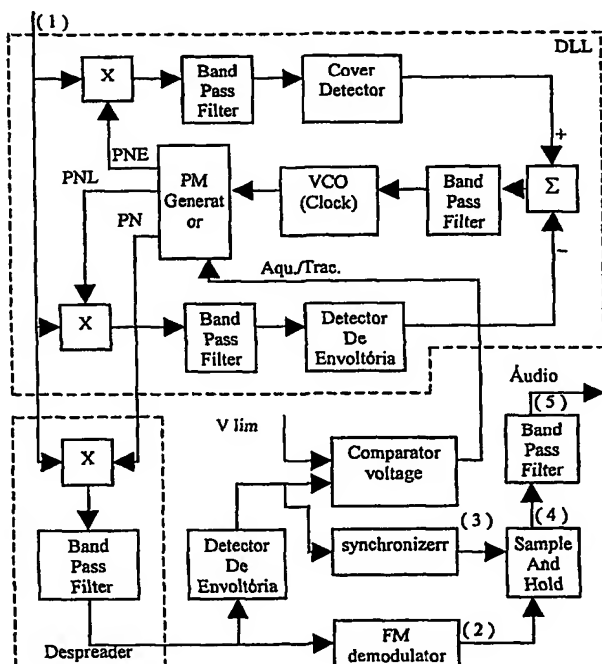 (1)
DLL
X
Band
Pass
Filter
Cover
Detector
+
PNE
PNL
PN
PM
Generat
or
VCO
(Clock)
Band
Pass
Filter
Σ
−
Aqu./Trac.
X
Band
Pass
Filter
Detector
De
Envoltória
Áudio
(5)
V lim
Band
Pass
Filter
X
Comparator
voltage
(3)
(4)
Band
Pass
Filter
Detector
De
Envoltória
synchronizerr
Sample
And
Hold
(2)
FM
demodulator
Despreader